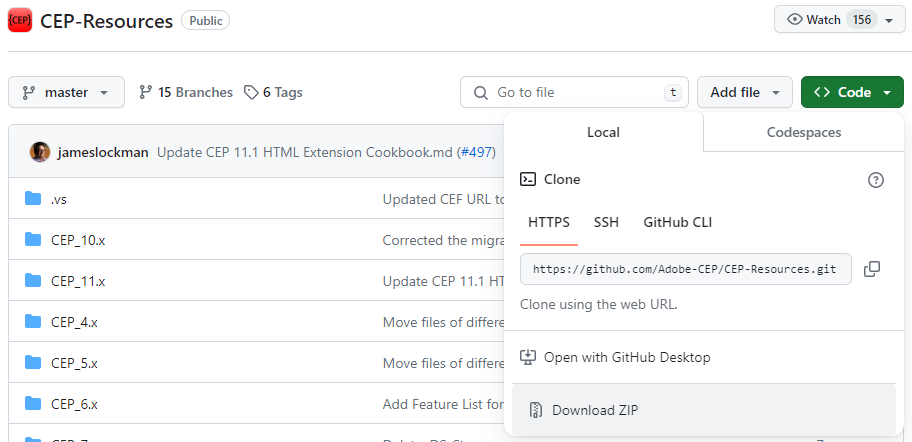 {CEP} CEP-Resources Public Watch 156
master 15 Branches 6 Tags Go to file t Add file <> Code
Local Codespaces
jameslockman Update CEP 11.1 HTML Extension Cookbook.md (#497)
Clone
.vs Updated CEF URL to
HTTPS SSH GitHub CLI
CEP_10.x Corrected the migra
https://github.com/Adobe-CEP/CEP-Resources.git
CEP_11.x Update CEP 11.1 HT
Clone using the web URL.
CEP_4.x Move files of differe
Open with GitHub Desktop
CEP_5.x Move files of differe
CEP_6.x Add Feature List for
Download ZIP